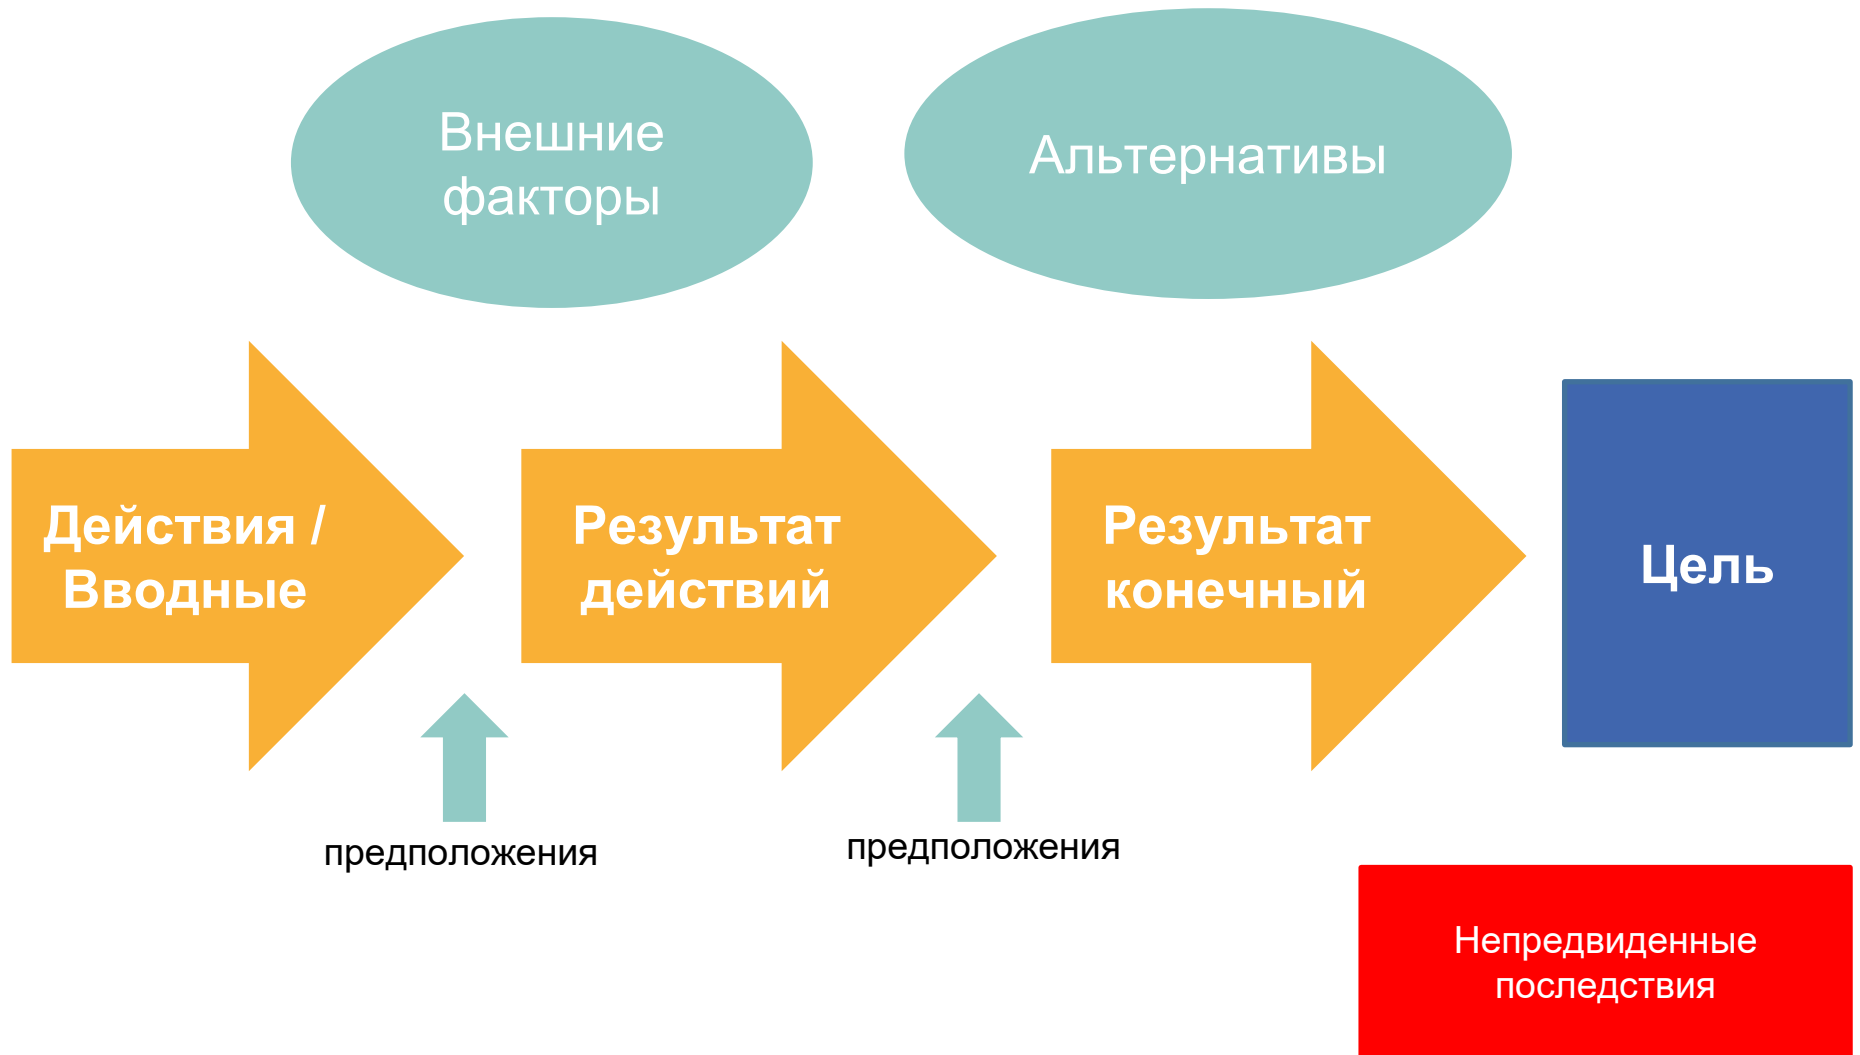 Внешние
факторы
Альтернативы
Действия /
Вводные
Результат
действий
Результат
конечный
Цель
предположения
предположения
Непредвиденные
последствия